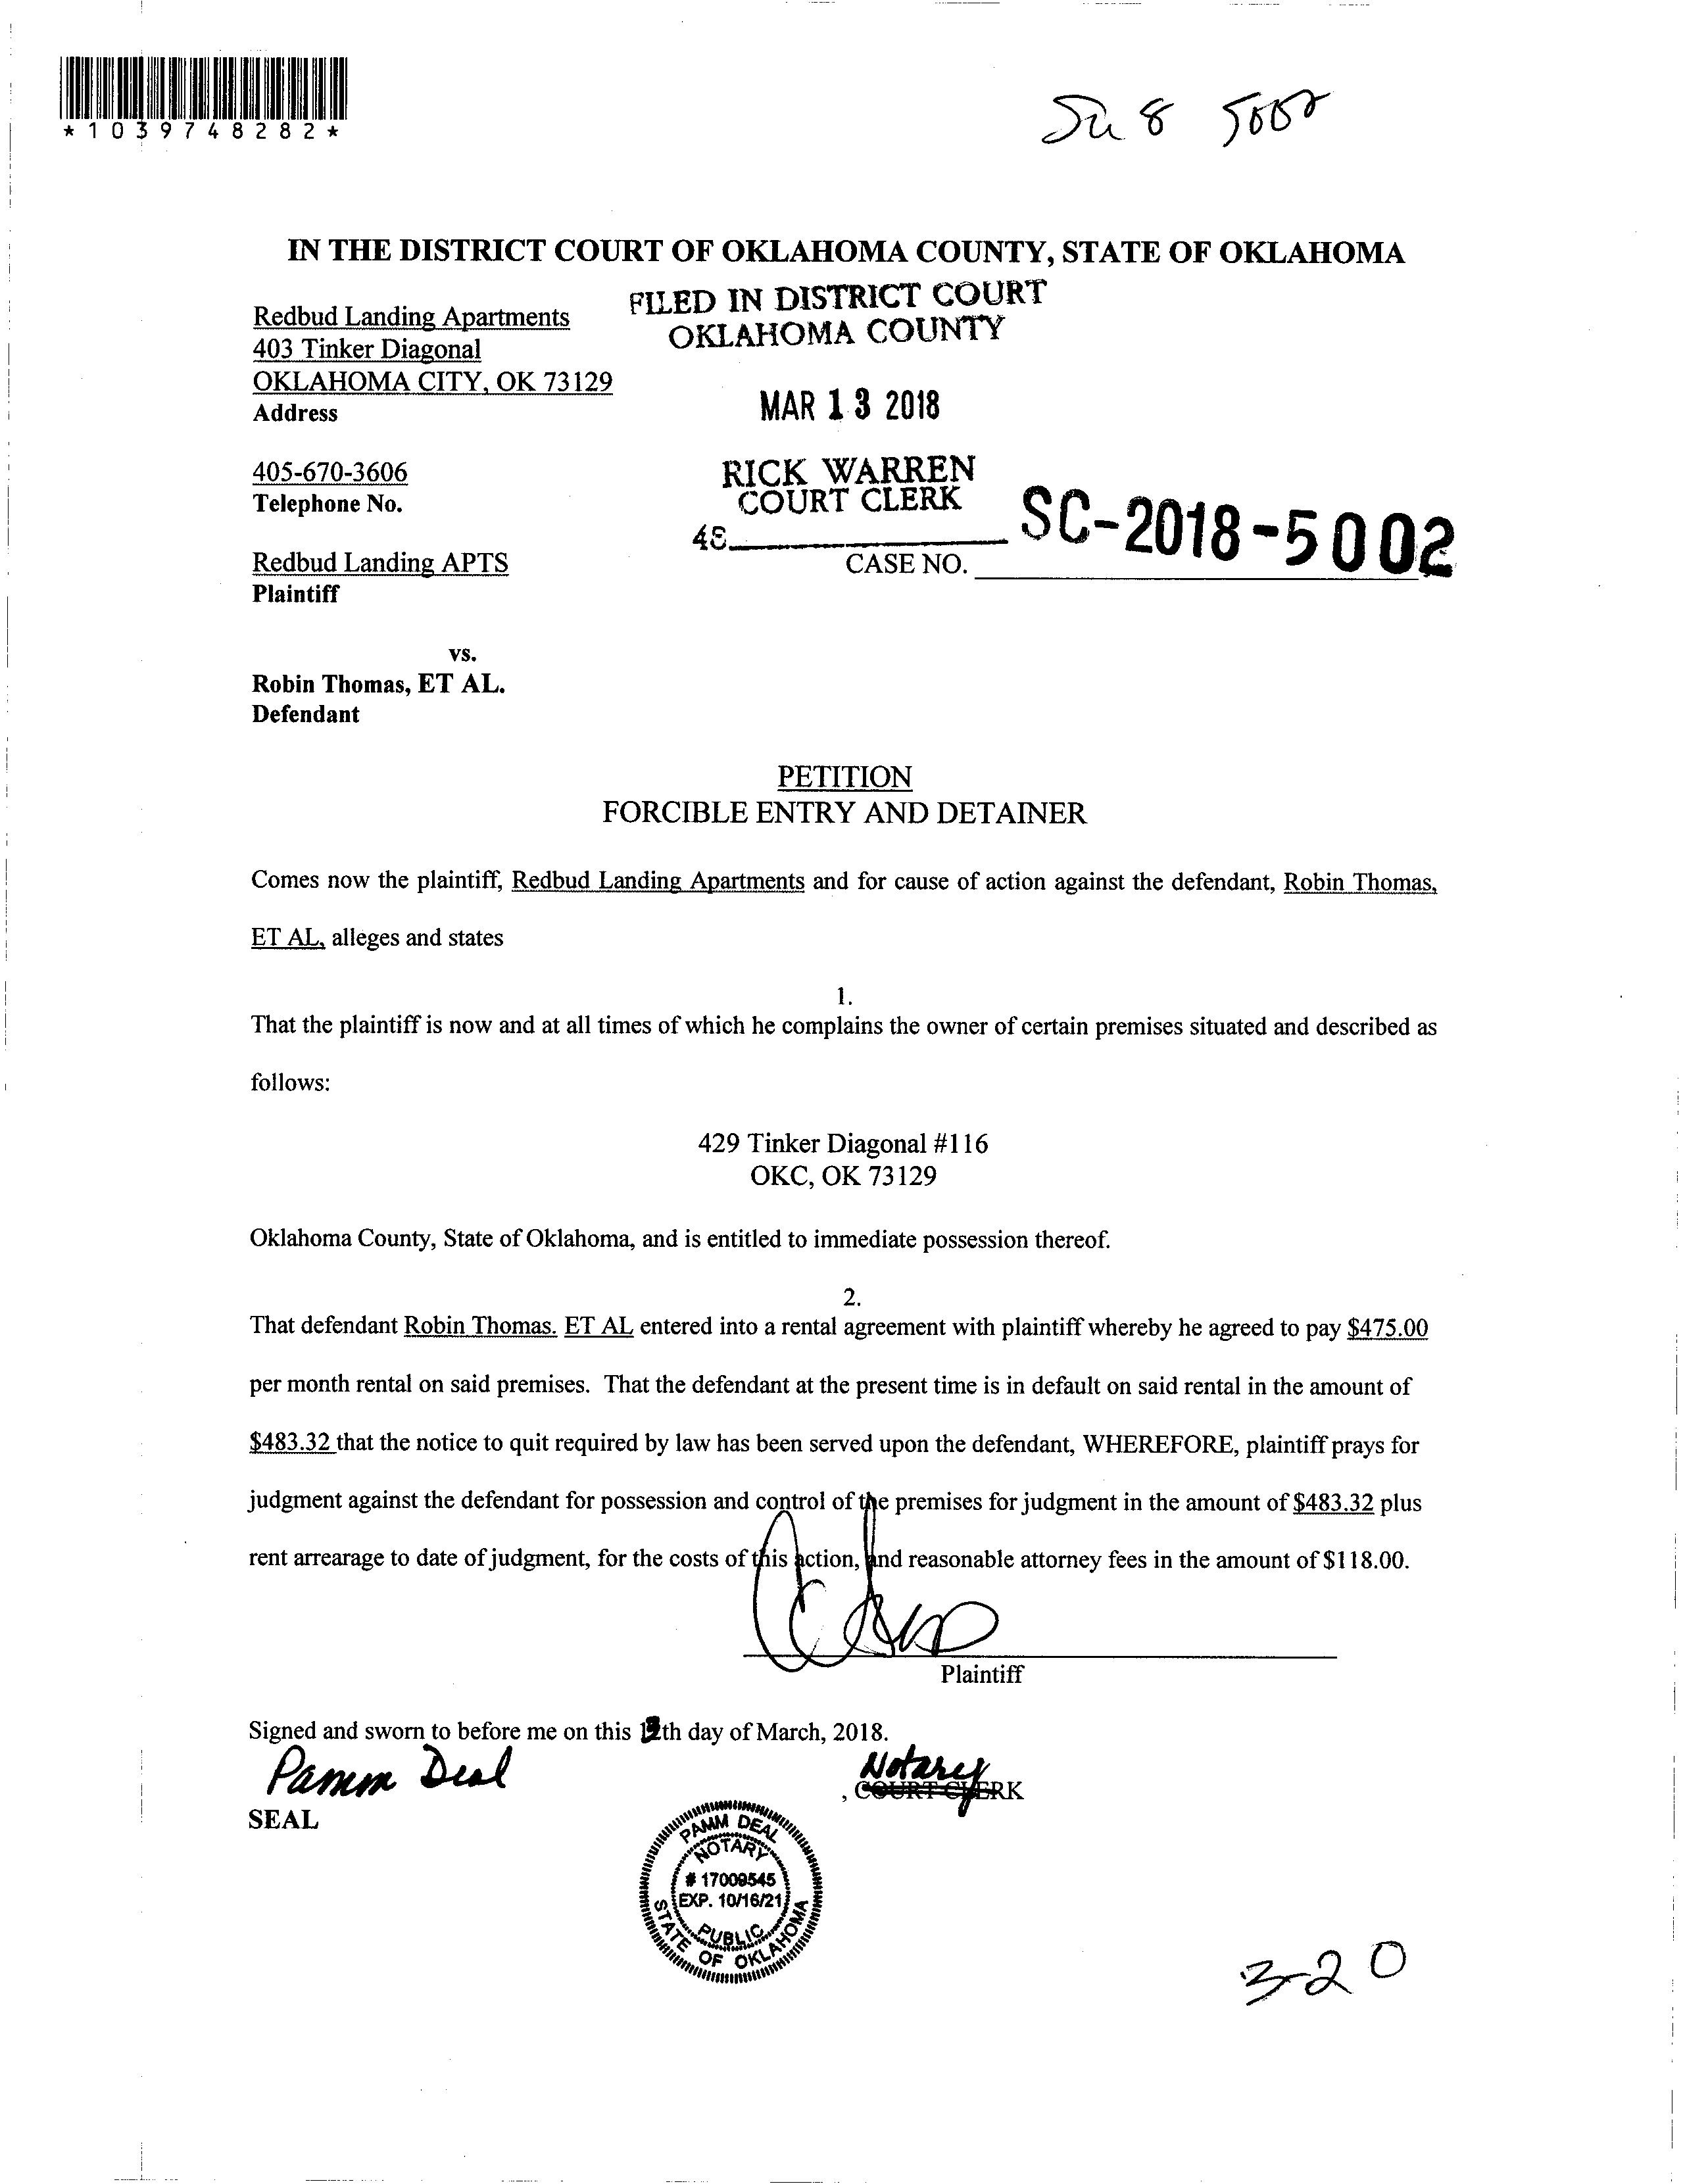 *1039748282*
5002
IN THE DISTRICT COURT OF OKLAHOMA COUNTY, STATE OF OKLAHOMA
FILED IN DISTRICT COURT
OKLAHOMA COUNTY
Redbud Landing Apartments
403 Tinker Diagonal
OKLAHOMA CITY, OK 73129
Address
MAR 13 2018
405-670-3606
Telephone No.
RICK WARREN
COURT CLERK
48
SC-2018-5002
CASE NO.
Redbud Landing APTS
Plaintiff
vs.
Robin Thomas, ET AL.
Defendant
PETITION
FORCIBLE ENTRY AND DETAINER
Comes now the plaintiff, Redbud Landing Apartments and for cause of action against the defendant, Robin Thomas,
ET AL, alleges and states
1.
That the plaintiff is now and at all times of which he complains the owner of certain premises situated and described as
follows:
429 Tinker Diagonal #116
OKC, OK 73129
Oklahoma County, State of Oklahoma, and is entitled to immediate possession thereof.
2.
That defendant Robin Thomas. ET AL entered into a rental agreement with plaintiff whereby he agreed to pay $475.00
per month rental on said premises. That the defendant at the present time is in default on said rental in the amount of
$483.32 that the notice to quit required by law has been served upon the defendant, WHEREFORE, plaintiff prays for
judgment against the defendant for possession and control of the premises for judgment in the amount of $483.32 plus
rent arrearage to date of judgment, for the costs of this action, and reasonable attorney fees in the amount of $118.00.
Plaintiff
Signed and sworn to before me on this th day of March, 2018.
Pamm Deal
Notary
, COURT CLERK
SEAL
PAMM DEAL
NOTARY
# 17009545
EXP. 10/16/21
PUBLIC
STATE OF OKLAHOMA
3-20